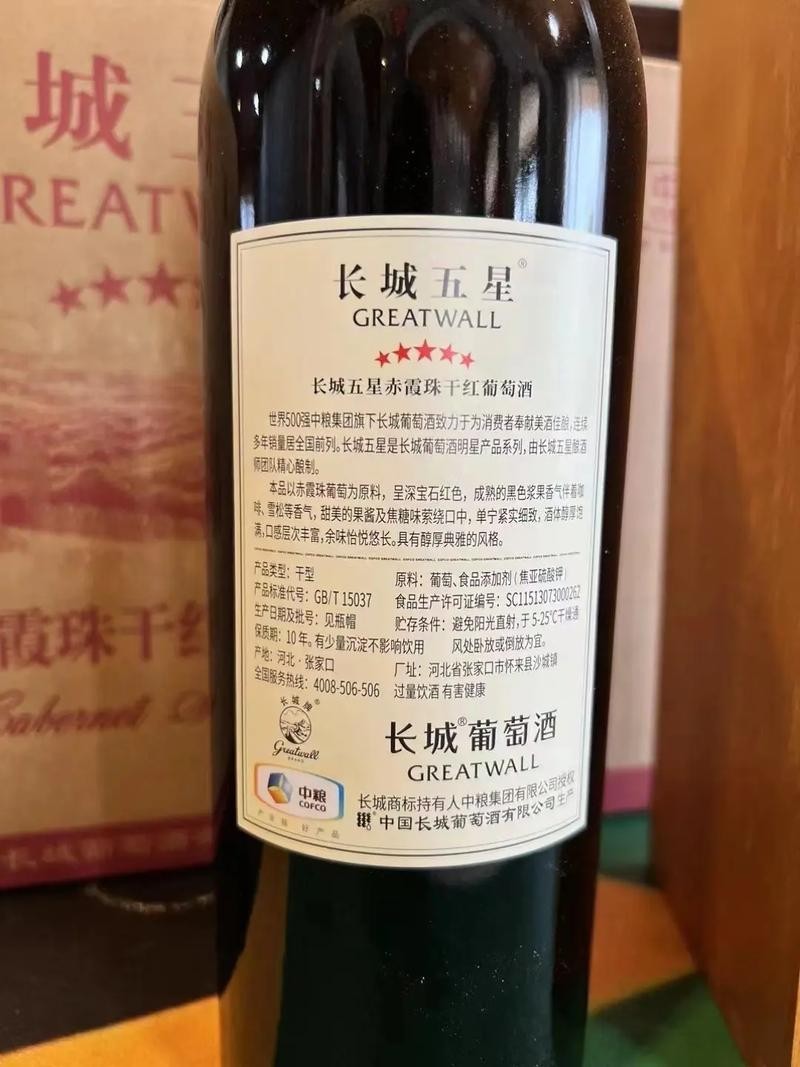 城
REAT
霞珠干红
Cabernet
长城葡萄酒
长城五星®
GREATWALL
长城五星赤霞珠干红葡萄酒
世界500强中粮集团旗下长城葡萄酒致力于为消费者奉献美酒佳酿,连续
多年销量居全国前列。长城五星是长城葡萄酒明星产品系列,由长城五星酿酒
师团队精心酿制。
本品以赤霞珠葡萄为原料，呈深宝石红色，成熟的黑色浆果香气伴着咖
啡、雪松等香气，甜美的果酱及焦糖味萦绕口中，单宁紧实细致，酒体醇厚饱
满,口感层次丰富,余味怡悦悠长。具有醇厚典雅的风格。
产品类型：干型
产品标准代号：GB/T 15037
生产日期及批号：见瓶帽
保质期：10年。有少量沉淀不影响饮用
产地：河北·张家口
全国服务热线：4008-506-506
原料：葡萄、食品添加剂(焦亚硫酸钾)
食品生产许可证编号：SC11513073000262
贮存条件：避免阳光直射,于5-25℃干燥通
风处卧放或倒放为宜。
厂址：河北省张家口市怀来县沙城镇
过量饮酒 有害健康
长城牌®
Greatwall
BRAND
长城®葡萄酒
GREATWALL
中粮
COFCO
产业链 好产品
长城商标持有人中粮集团有限公司授权
中国长城葡萄酒有限公司生产